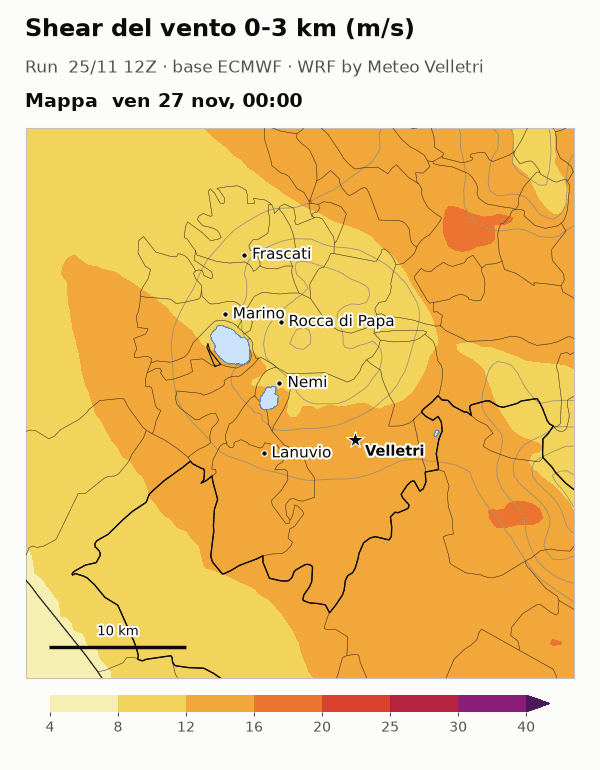 Shear del vento 0-3 km (m/s)
Run  25/11 12Z · base ECMWF · WRF by Meteo Velletri
Mappa  ven 27 nov, 00:00
Frascati
Marino
Rocca di Papa
Nemi
Velletri
Lanuvio
10 km
4 8 12 16 20 25 30 40